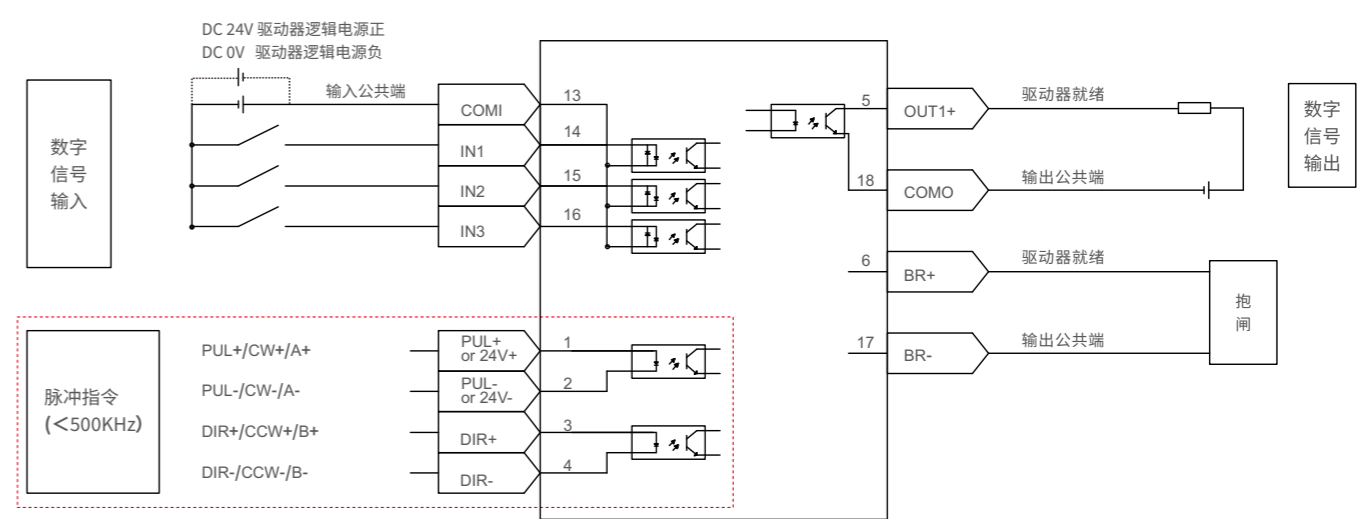 DC 24V 驱动器逻辑电源正
DC 0V 驱动器逻辑电源负
数字
信号
输入
输入公共端
COMI
13
IN1
14
IN2
15
IN3
16
5
OUT1+
驱动器就绪
18
COMO
输出公共端
数字
信号
输出
6
BR+
驱动器就绪
17
BR-
输出公共端
抱
闸
脉冲指令
(＜500KHz)
PUL+/CW+/A+
PUL+
or 24V+
1
PUL-/CW-/A-
PUL-
or 24V-
2
DIR+/CCW+/B+
DIR+
3
DIR-/CCW-/B-
DIR-
4